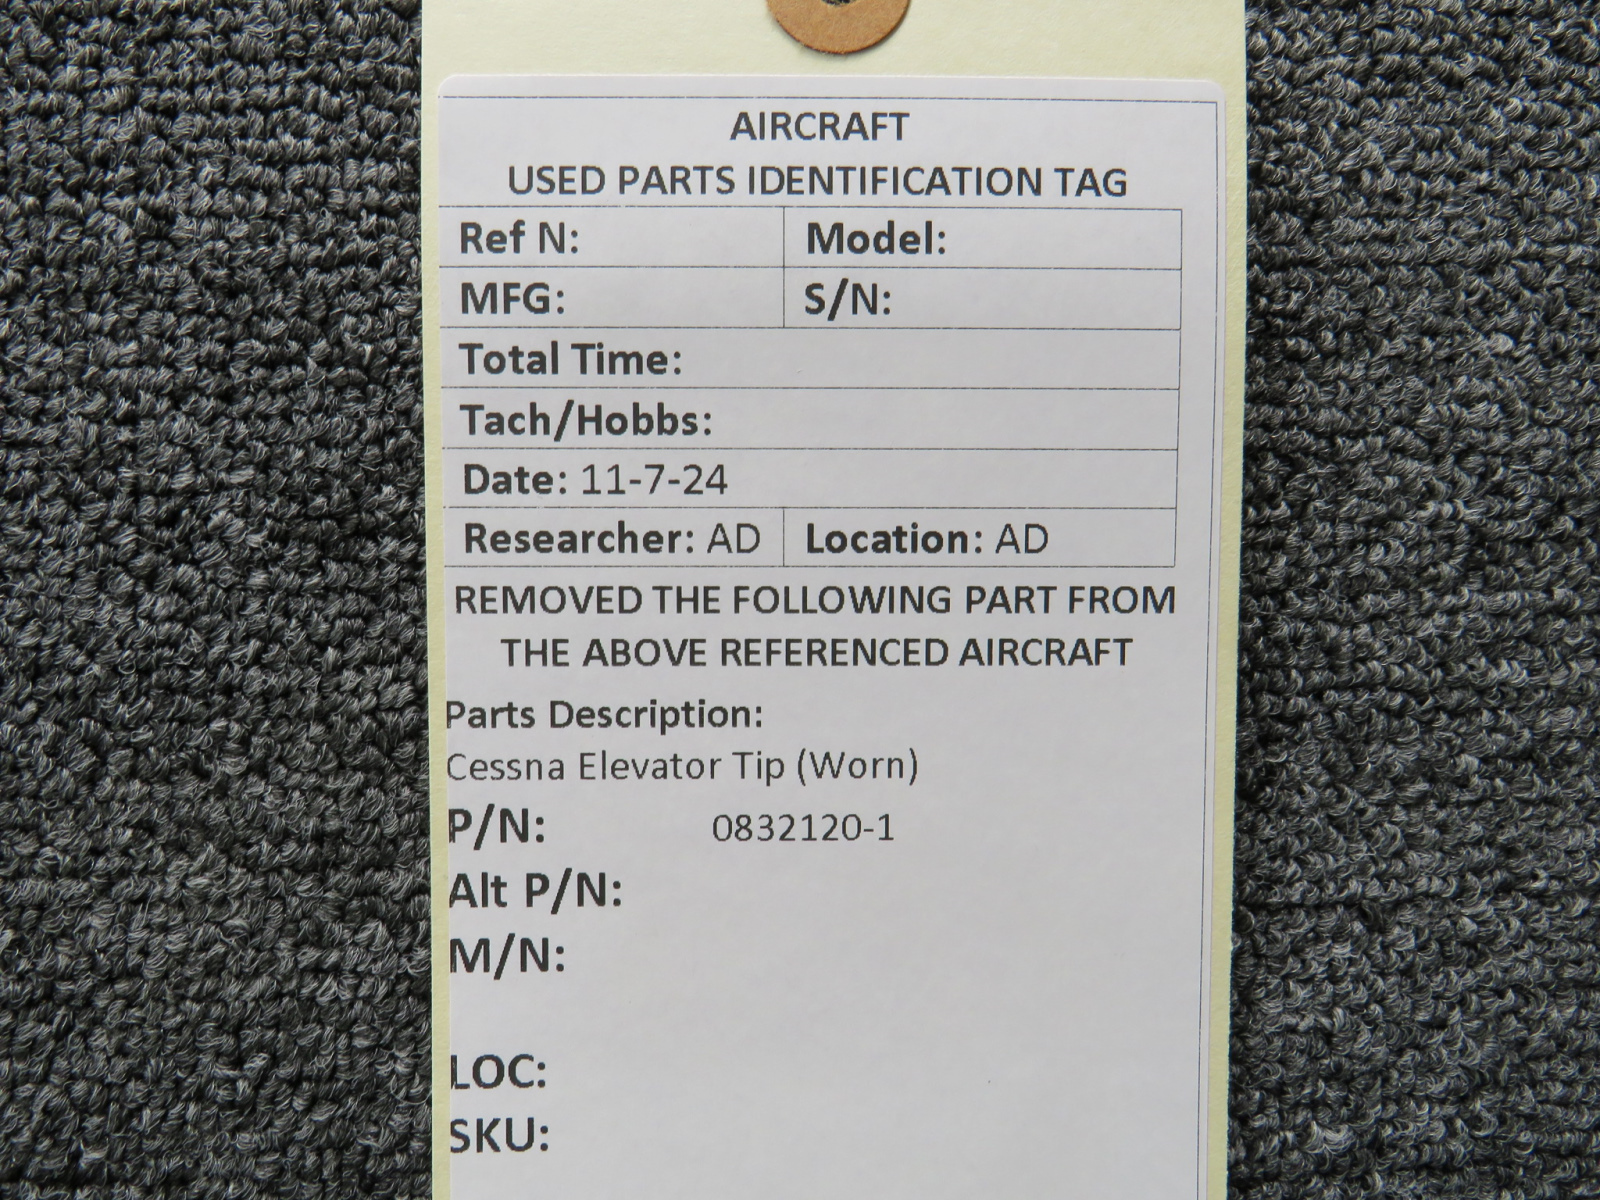 AIRCRAFT
USED PARTS IDENTIFICATION TAG
Ref N: Model:
MFG: S/N:
Total Time:
Tach/Hobbs:
Date: 11-7-24
Researcher: AD Location: AD
REMOVED THE FOLLOWING PART FROM
THE ABOVE REFERENCED AIRCRAFT
Parts Description:
Cessna Elevator Tip (Worn)
P/N: 0832120-1
Alt P/N:
M/N:
LOC:
SKU: